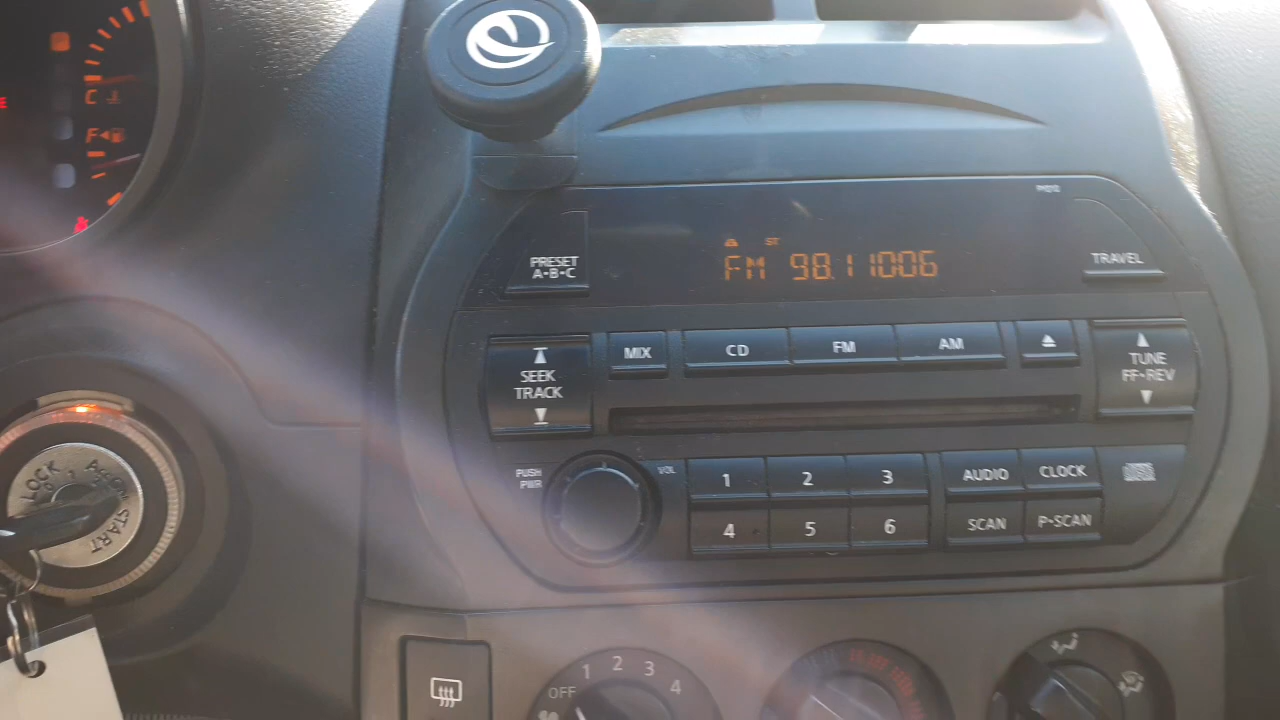 E
C
F
PRESET
A•B•C
ST
FM 98.1 1006
TRAVEL
MIX
CD
FM
AM
SEEK
TRACK
TUNE
FF•REV
PUSH
PWR
VOL
1
2
3
AUDIO
CLOCK
4
5
6
SCAN
P-SCAN
LOCK
ACC
ON
START
OFF
1
2
3
4